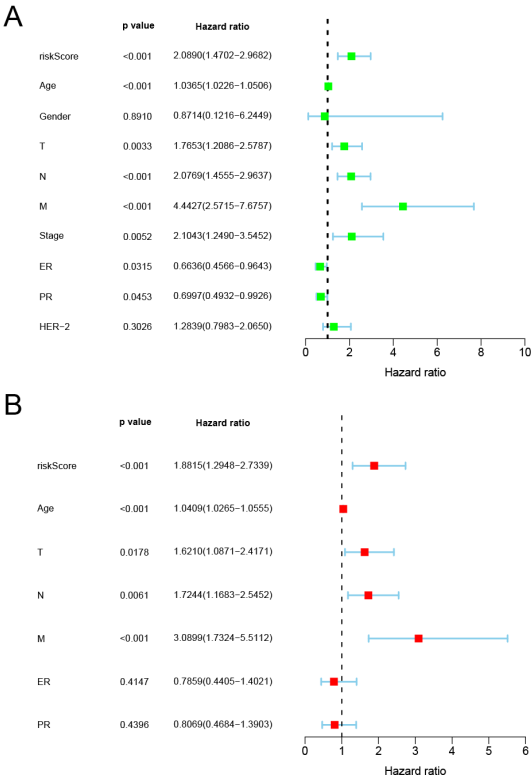 A
p value Hazard ratio
riskScore <0.001 2.0890(1.4702−2.9682)
Age <0.001 1.0365(1.0226−1.0506)
Gender 0.8910 0.8714(0.1216−6.2449)
T 0.0033 1.7653(1.2086−2.5787)
N <0.001 2.0769(1.4555−2.9637)
M <0.001 4.4427(2.5715−7.6757)
Stage 0.0052 2.1043(1.2490−3.5452)
ER 0.0315 0.6636(0.4566−0.9643)
PR 0.0453 0.6997(0.4932−0.9926)
HER−2 0.3026 1.2839(0.7983−2.0650)
0 2 4 6 8 10
Hazard ratio
B
p value Hazard ratio
riskScore <0.001 1.8815(1.2948−2.7339)
Age <0.001 1.0409(1.0265−1.0555)
T 0.0178 1.6210(1.0871−2.4171)
N 0.0061 1.7244(1.1683−2.5452)
M <0.001 3.0899(1.7324−5.5112)
ER 0.4147 0.7859(0.4405−1.4021)
PR 0.4396 0.8069(0.4684−1.3903)
0 1 2 3 4 5 6
Hazard ratio